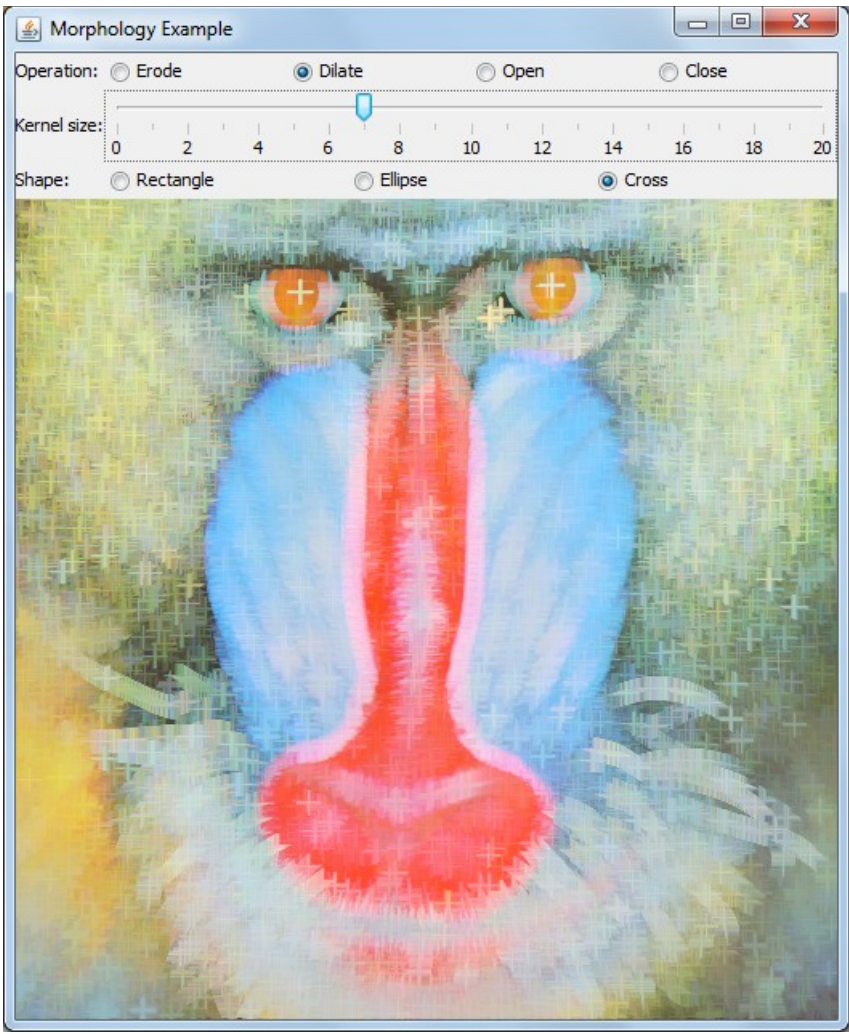 Morphology Example
Operation: Erode Dilate Open Close
Kernel size:
0 2 4 6 8 10 12 14 16 18 20
Shape: Rectangle Ellipse Cross